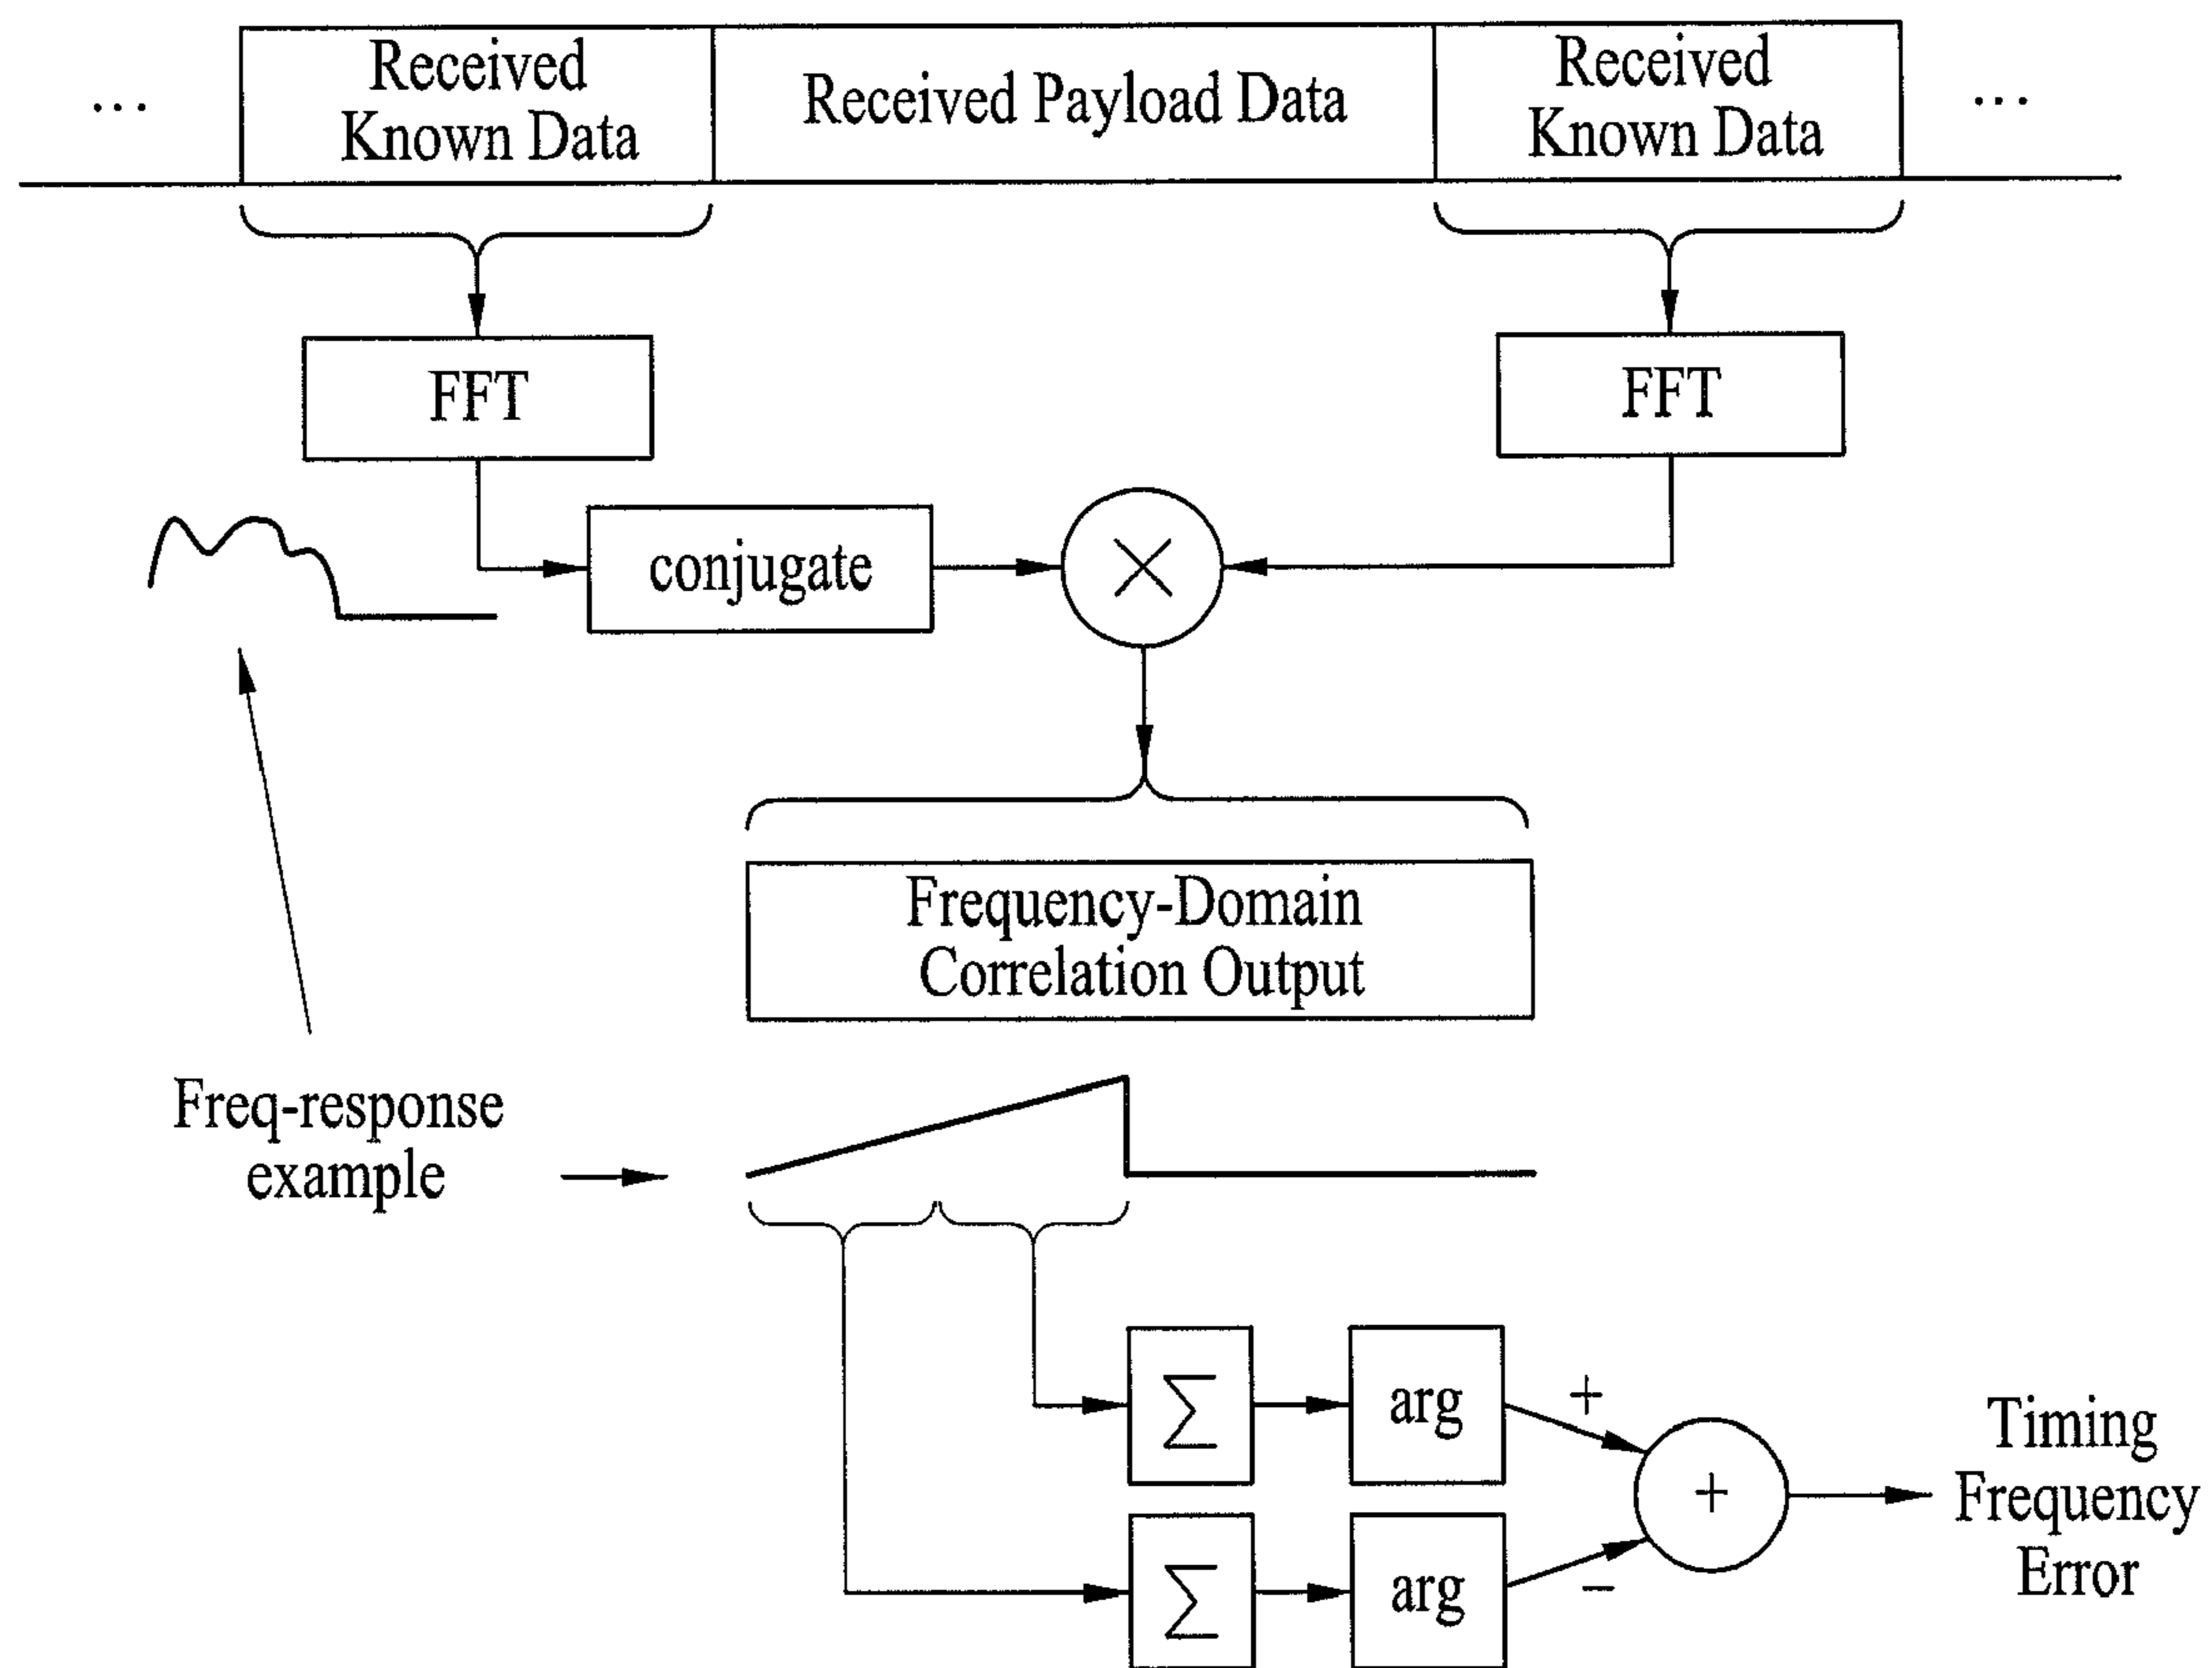 ...
Received
Known Data
Received Payload Data
Received
Known Data
...
FFT
FFT
conjugate
×
Frequency-Domain
Correlation Output
Freq-response
example
∑
arg
+
+
Timing
Frequency
Error
∑
arg
−